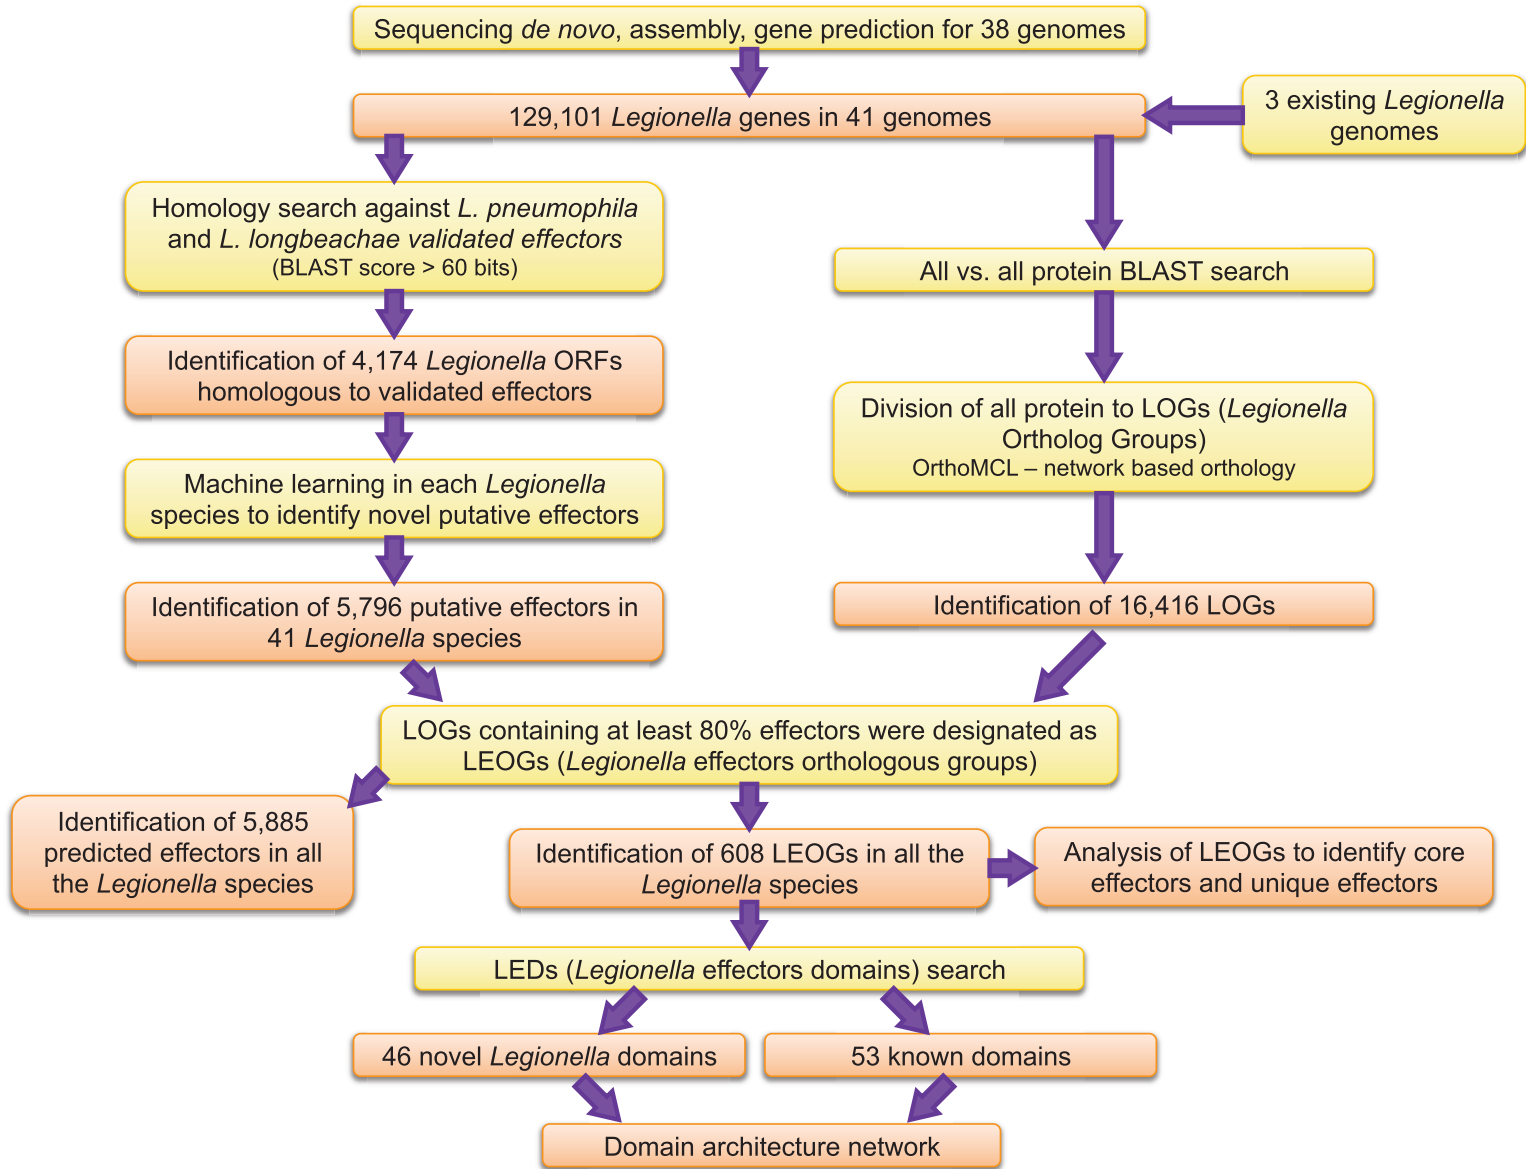 Sequencing de novo, assembly, gene prediction for 38 genomes
129,101 Legionella genes in 41 genomes
3 existing Legionella
genomes
Homology search against L. pneumophila
and L. longbeachae validated effectors
(BLAST score > 60 bits)
All vs. all protein BLAST search
Identification of 4,174 Legionella ORFs
homologous to validated effectors
Division of all protein to LOGs (Legionella
Ortholog Groups)
OrthoMCL – network based orthology
Machine learning in each Legionella
species to identify novel putative effectors
Identification of 5,796 putative effectors in
41 Legionella species
Identification of 16,416 LOGs
LOGs containing at least 80% effectors were designated as
LEOGs (Legionella effectors orthologous groups)
Identification of 5,885
predicted effectors in all
the Legionella species
Identification of 608 LEOGs in all the
Legionella species
Analysis of LEOGs to identify core
effectors and unique effectors
LEDs (Legionella effectors domains) search
46 novel Legionella domains
53 known domains
Domain architecture network